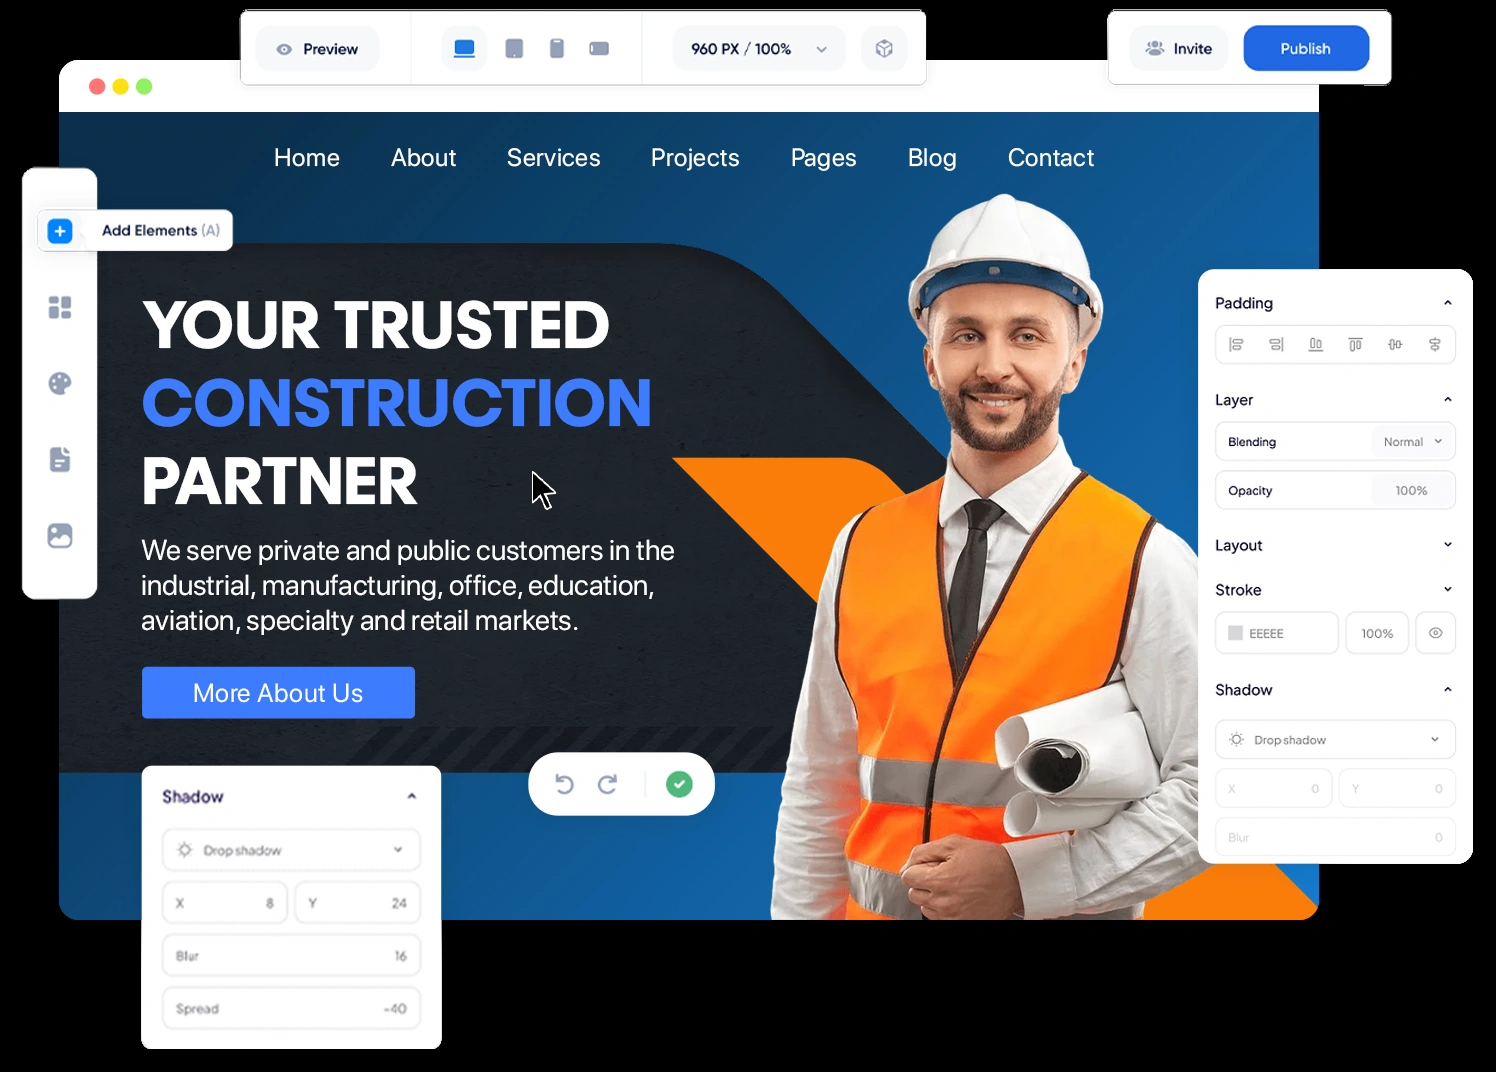 Preview
960 PX / 100%
Invite
Publish
Home About Services Projects Pages Blog Contact
Add Elements (A)
YOUR TRUSTED
CONSTRUCTION
PARTNER
We serve private and public customers in the
industrial, manufacturing, office, education,
aviation, specialty and retail markets.
More About Us
Padding
Layer
Blending Normal
Opacity 100%
Layout
Stroke
EEEEE 100%
Shadow
Drop shadow
X 0 Y 0
Blur 0
Shadow
Drop shadow
X 8 Y 24
Blur 16
Spread -40